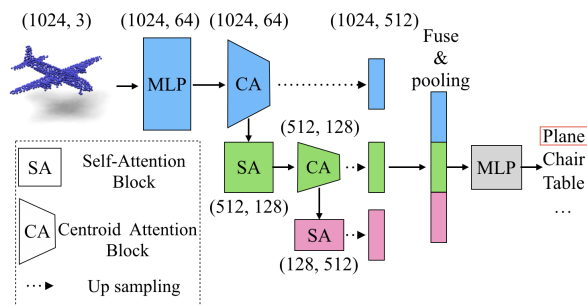 (1024, 3) (1024, 64) (1024, 64) (1024, 512)
Fuse
&
pooling
MLP
CA
(512, 128)
SA
CA
MLP
Plane
Chair
Table
...
(512, 128)
SA
(128, 512)
SA
Self-Attention
Block
CA
Centroid Attention
Block
Up sampling